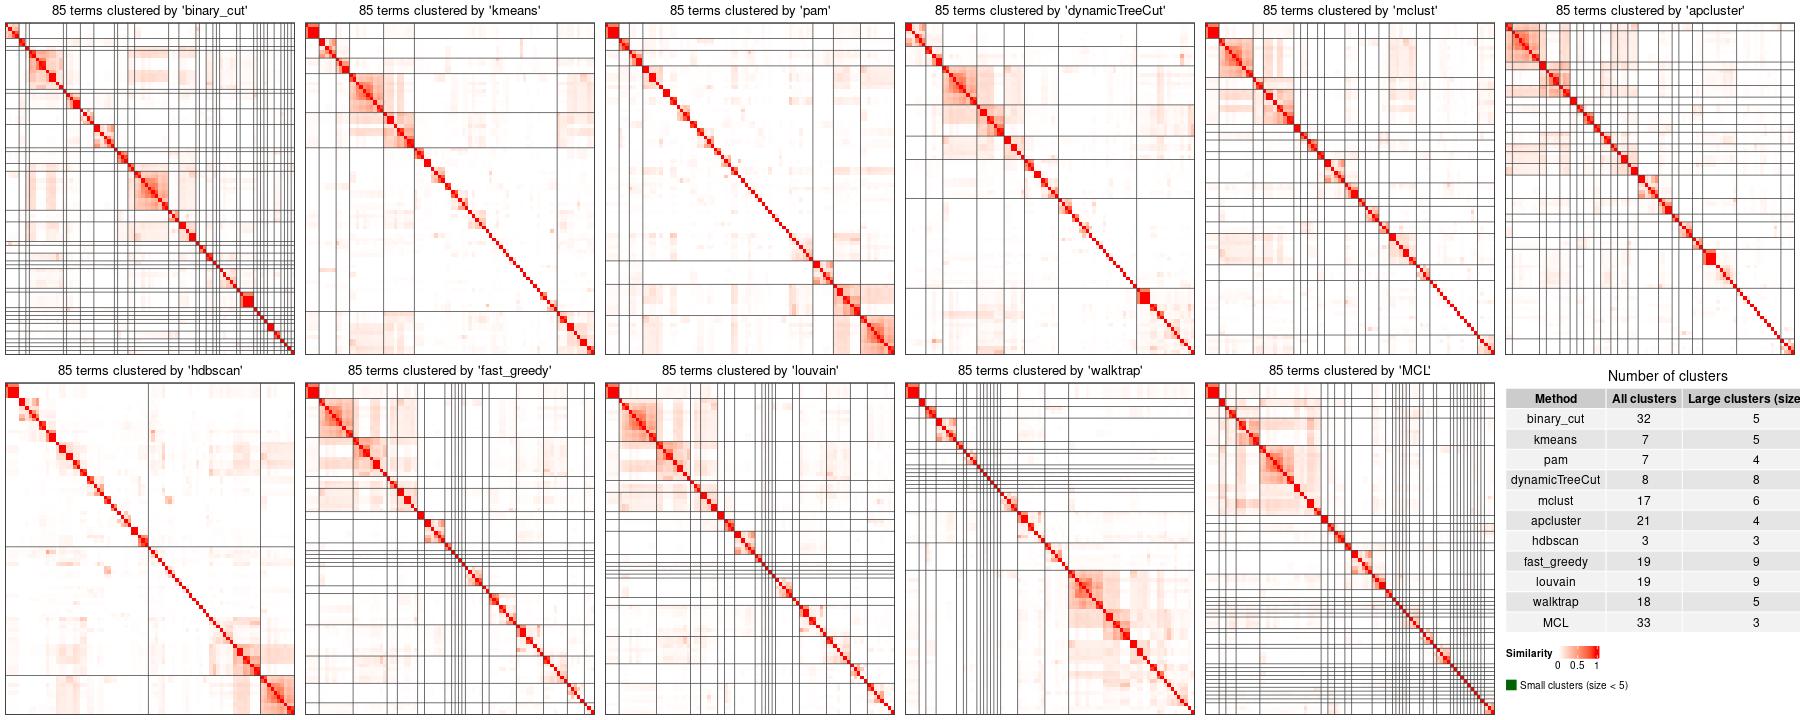 85 terms clustered by 'binary_cut'
85 terms clustered by 'kmeans'
85 terms clustered by 'pam'
85 terms clustered by 'dynamicTreeCut'
85 terms clustered by 'mclust'
85 terms clustered by 'apcluster'
85 terms clustered by 'hdbscan'
85 terms clustered by 'fast_greedy'
85 terms clustered by 'louvain'
85 terms clustered by 'walktrap'
85 terms clustered by 'MCL'
Number of clusters
Method All clusters Large clusters (size
binary_cut 32 5
kmeans 7 5
pam 7 4
dynamicTreeCut 8 8
mclust 17 6
apcluster 21 4
hdbscan 3 3
fast_greedy 19 9
louvain 19 9
walktrap 18 5
MCL 33 3
Similarity
0 0.5 1
Small clusters (size < 5)